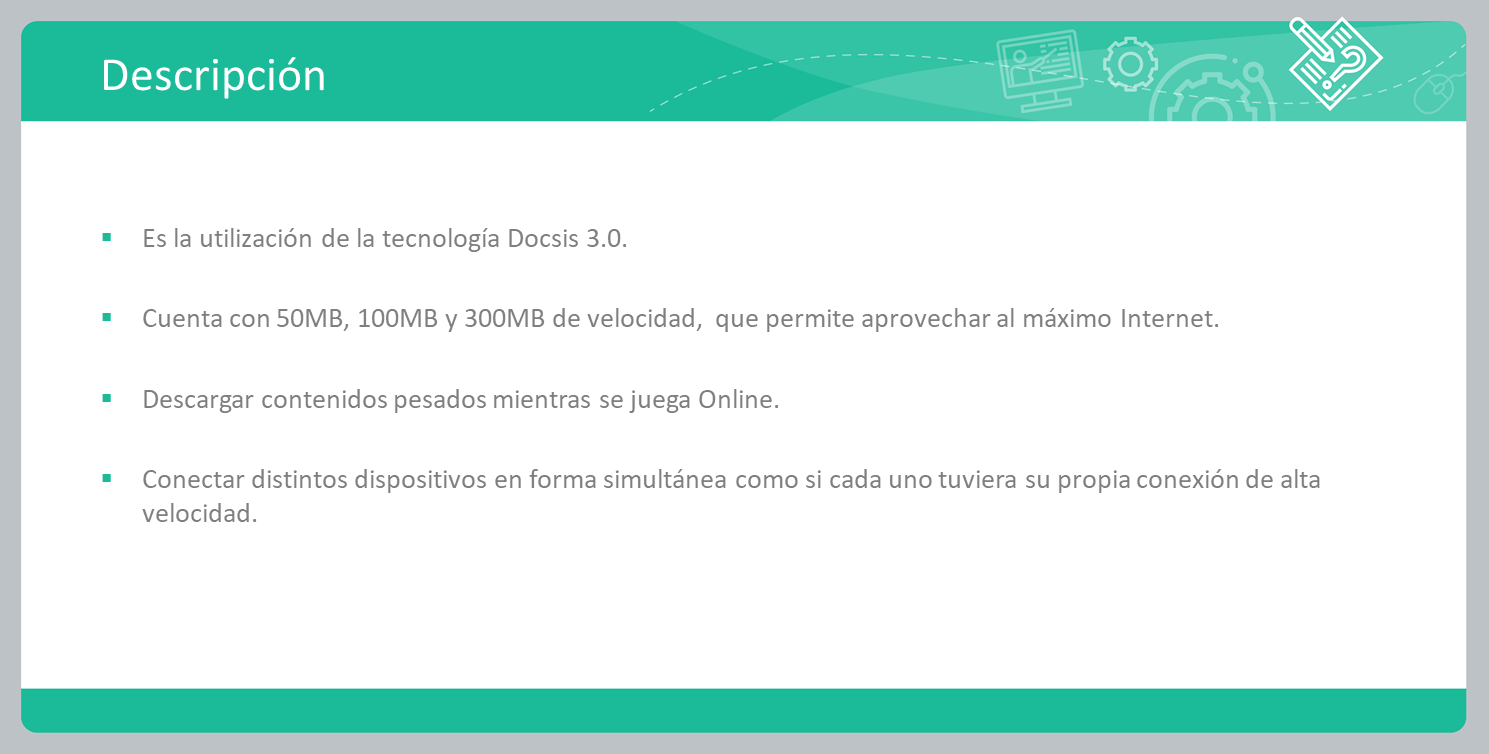 Descripción
Es la utilización de la tecnología Docsis 3.0.
Cuenta con 50MB, 100MB y 300MB de velocidad, que permite aprovechar al máximo Internet.
Descargar contenidos pesados mientras se juega Online.
Conectar distintos dispositivos en forma simultánea como si cada uno tuviera su propia conexión de alta
velocidad.